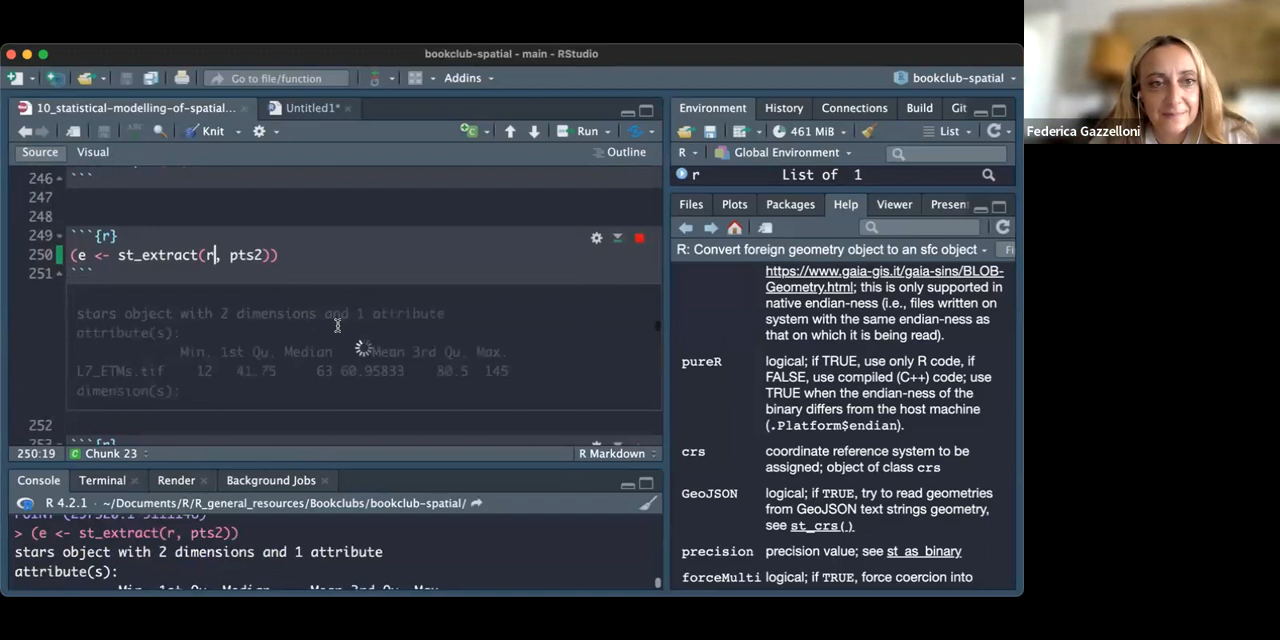 bookclub-spatial - main - RStudio
Go to file/function
Addins
bookclub-spatial
10_statistical-modelling-of-spatial...
Untitled1*
Knit
Run
Source
Visual
Outline
246
```
247
248
249
```{r}
250
(e <- st_extract(r, pts2))
251
```
stars object with 2 dimensions and 1 attribute
attribute(s):
Min. 1st Qu. Median Mean 3rd Qu. Max.
L7_ETMs.tif 12 41.75 63 60.95833 80.5 145
dimension(s):
252
253
```{r}
250:19
Chunk 23
R Markdown
Console
Terminal
Render
Background Jobs
R 4.2.1 · ~/Documents/R/R_general_resources/Bookclubs/bookclub-spatial/
> (e <- st_extract(r, pts2))
stars object with 2 dimensions and 1 attribute
attribute(s):
Min. 1st Qu. Median Mean 3rd Qu. Max.
Environment
History
Connections
Build
Git
461 MiB
List
R
Global Environment
r
List of 1
Files
Plots
Packages
Help
Viewer
Presen
R: Convert foreign geometry object to an sfc object
Fi
https://www.gaia-gis.it/gaia-sins/BLOB-
Geometry.html; this is only supported in
native endian-ness (i.e., files written on
system with the same endian-ness as
that on which it is being read).
pureR
logical; if TRUE, use only R code, if
FALSE, use compiled (C++) code; use
TRUE when the endian-ness of the
binary differs from the host machine
(.Platform$endian).
crs
coordinate reference system to be
assigned; object of class crs
GeoJSON
logical; if TRUE, try to read geometries
from GeoJSON text strings geometry,
see st_crs()
precision
precision value; see st_as_binary
forceMulti
logical; if TRUE, force coercion into
Federica Gazzelloni